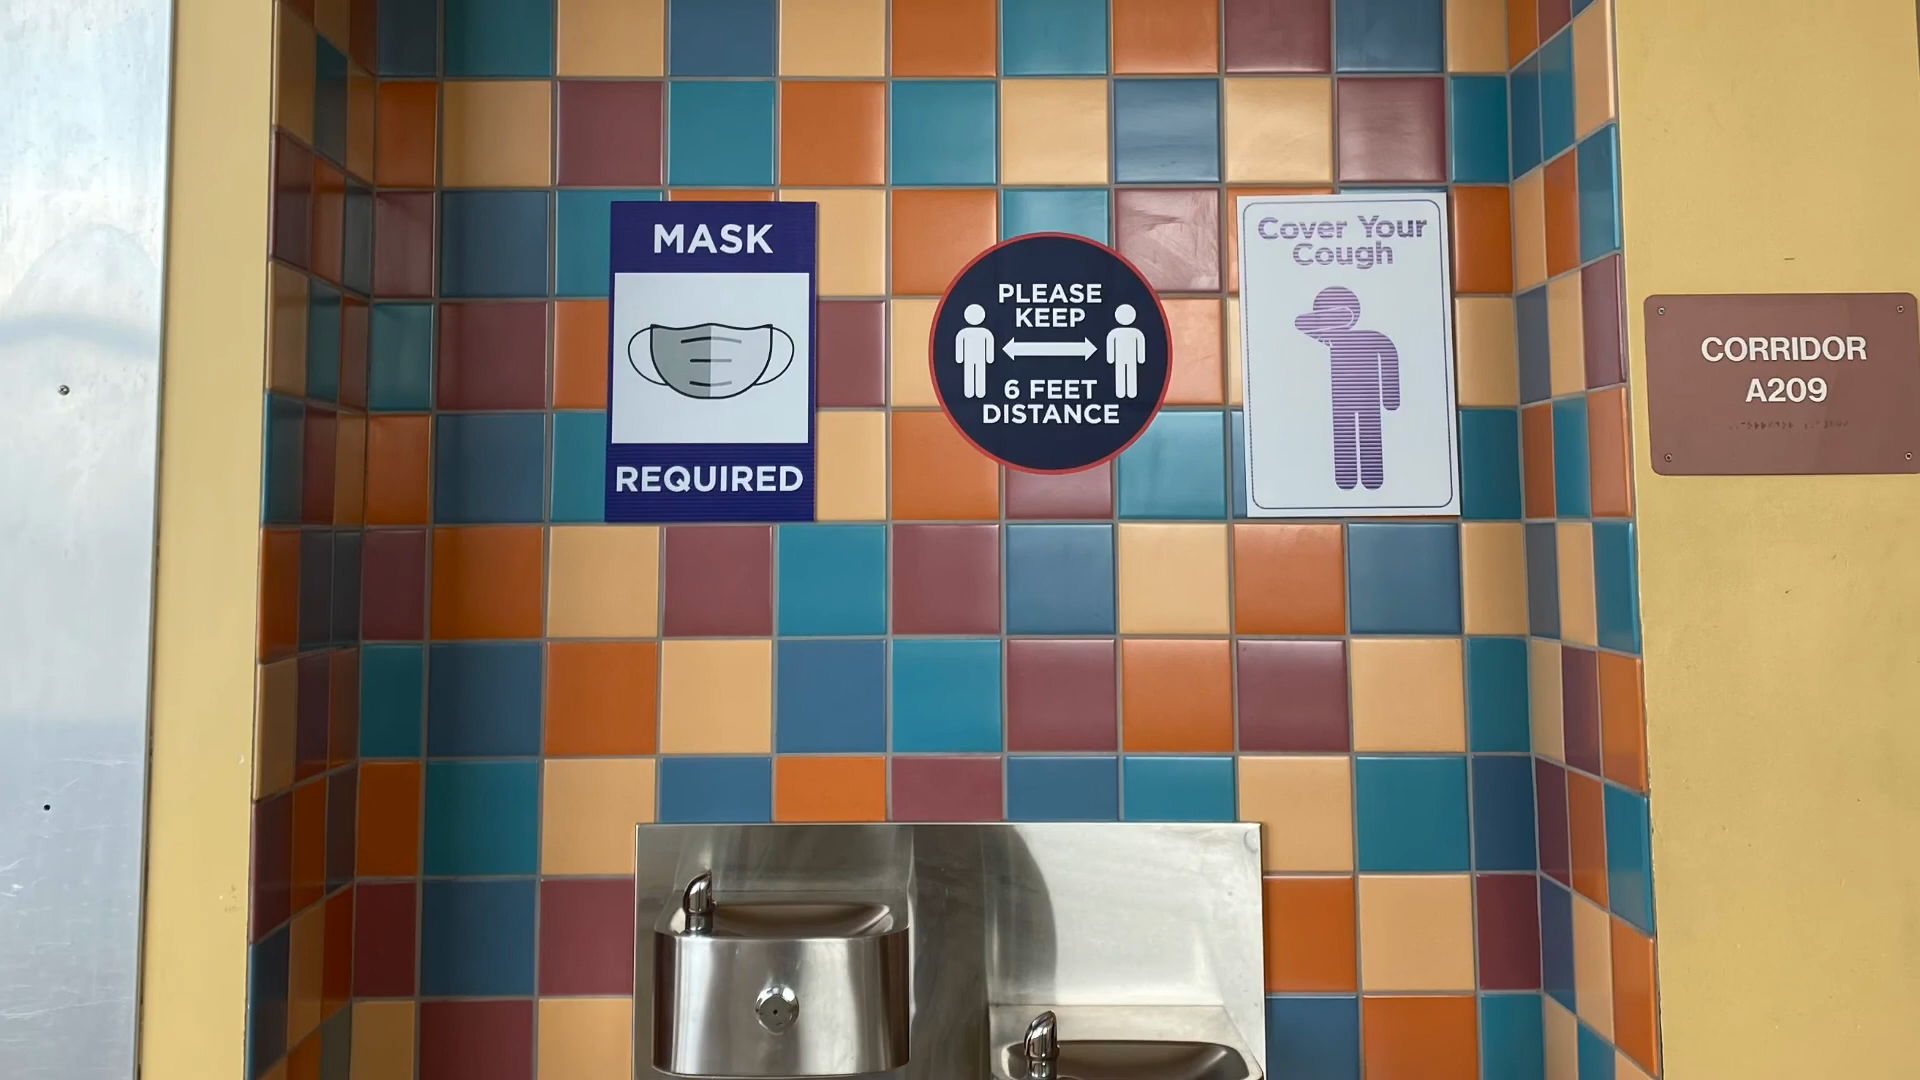 MASK
REQUIRED
PLEASE
KEEP
6 FEET
DISTANCE
Cover Your
Cough
CORRIDOR
A209